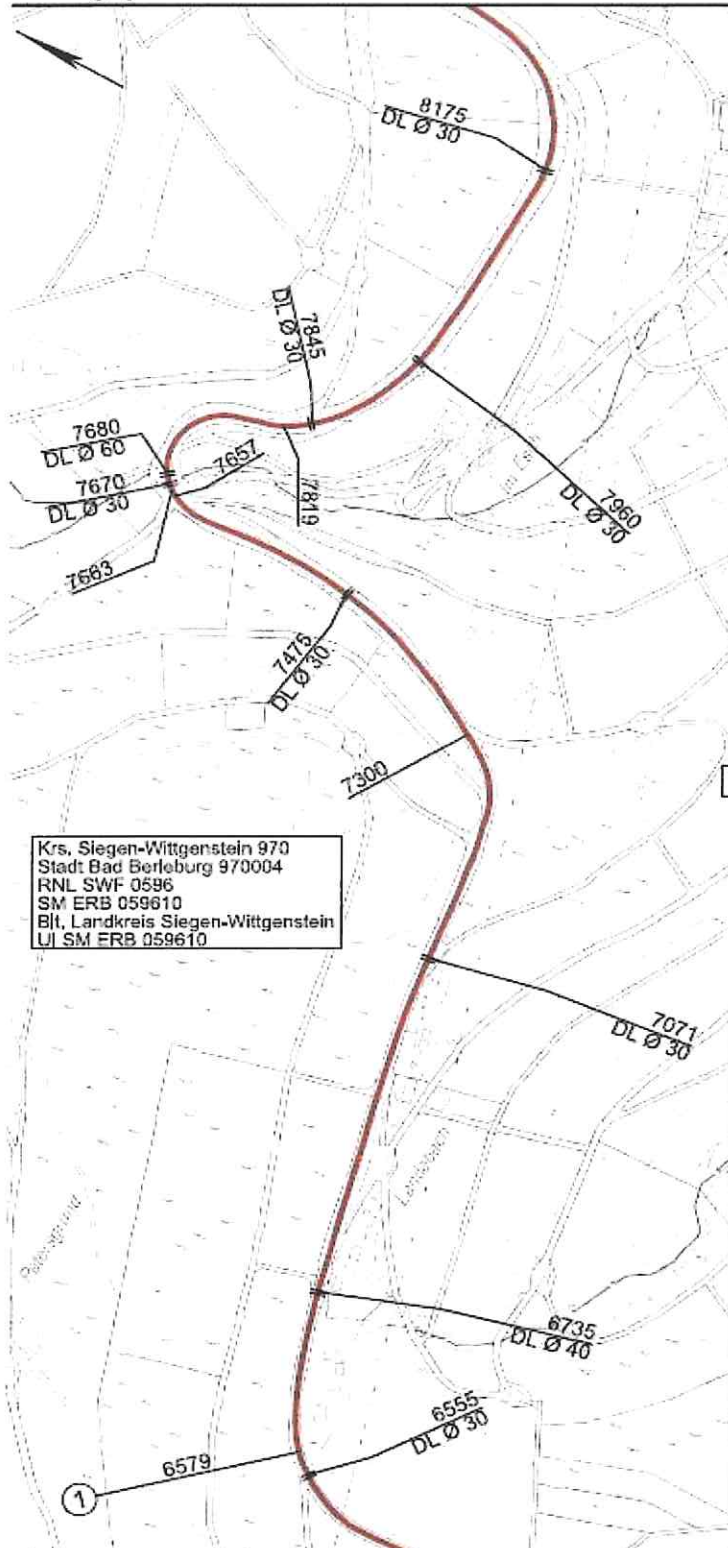 8175
DL Ø 30
7845
DL Ø 30
7680
DL Ø 60
7657
7670
DL Ø 30
7819
7960
DL Ø 30
7663
7475
DL Ø 30
7300
Krs. Siegen-Wittgenstein 970
Stadt Bad Berleburg 970004
RNL SWF 0596
SM ERB 059610
Blt, Landkreis Siegen-Wittgenstein
UI SM ERB 059610
7071
DL Ø 30
6735
DL Ø 40
6555
DL Ø 30
6579
1